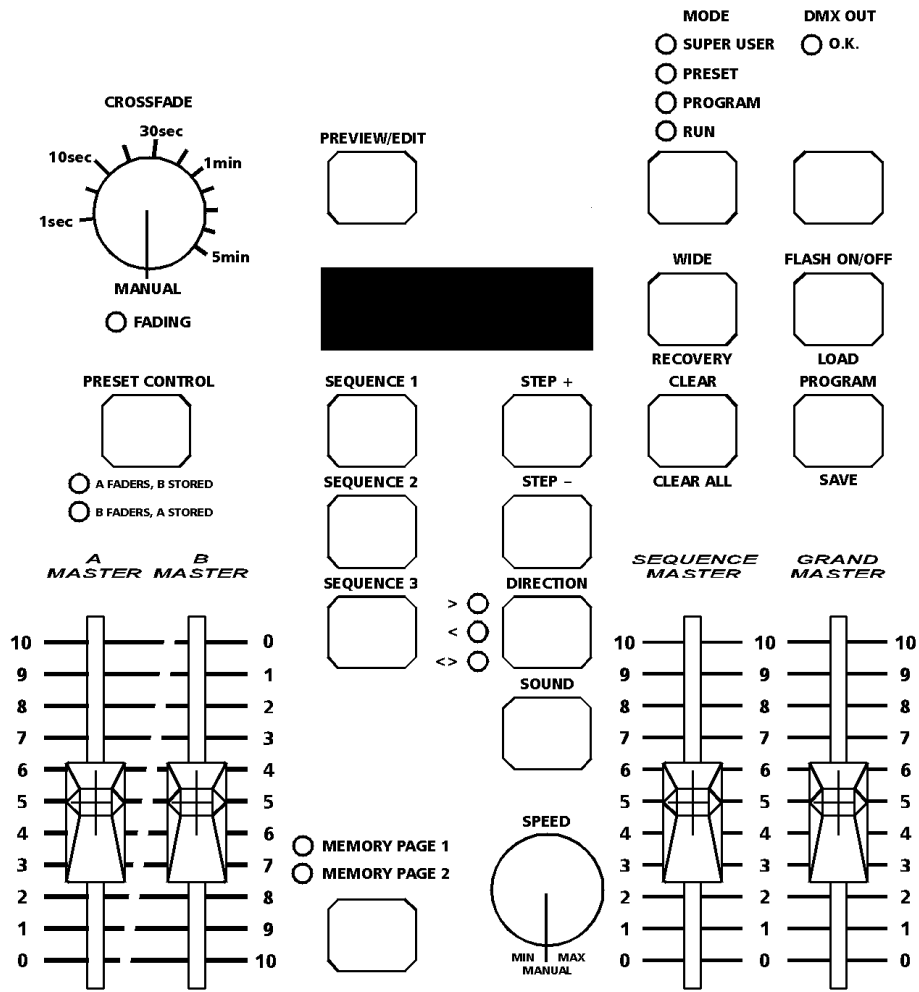 MODE
DMX OUT
SUPER USER
O.K.
PRESET
PROGRAM
RUN
CROSSFADE
30sec
10sec
1min
1sec
5min
MANUAL
FADING
PREVIEW/EDIT
WIDE
FLASH ON/OFF
RECOVERY
LOAD
PRESET CONTROL
SEQUENCE 1
STEP +
CLEAR
PROGRAM
A FADERS, B STORED
B FADERS, A STORED
SEQUENCE 2
STEP –
CLEAR ALL
SAVE
A
MASTER
B
MASTER
SEQUENCE
MASTER
GRAND
MASTER
SEQUENCE 3
DIRECTION
>
<
<>
SOUND
10 0 10 10 10
9 1 9 9 9
8 2 8 8 8
7 3 7 7 7
6 4 6 6 6
5 5 5 5 5
4 6 4 4 4
3 7 3 3 3
2 8 2 2 2
1 9 1 1 1
0 10 0 0 0
MEMORY PAGE 1
MEMORY PAGE 2
SPEED
MIN MAX
MANUAL